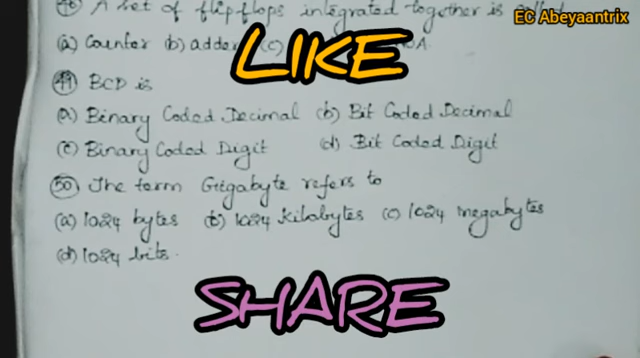 EC Abeyaantrix
A set of flipflops integrated together is called
(a) Counter (b) adder (c)
LIKE
(49) BCD is
(a) Binary Coded Decimal (b) Bit Coded Decimal
(c) Binary Coded Digit (d) Bit Coded Digit
(50) The term Gigabyte refers to
(a) 1024 bytes (b) 1024 Kilobytes (c) 1024 megabytes
(d) 1024 bits.
SHARE